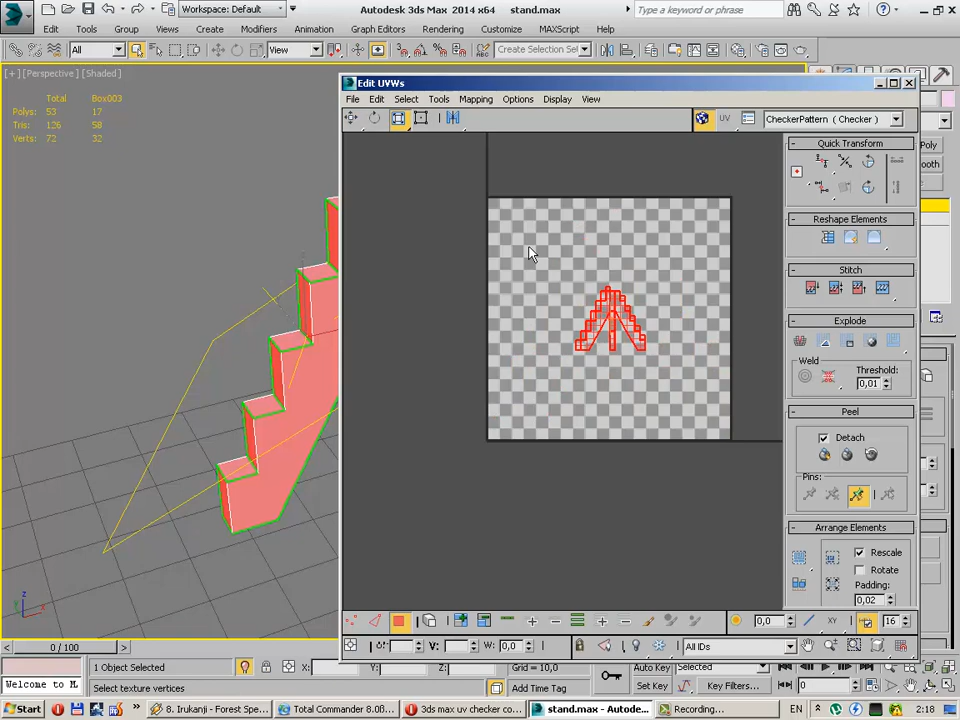 Workspace: Default
Autodesk 3ds Max 2014 x64
stand.max
Type a keyword or phrase
Edit Tools Group Views Create Modifiers Animation Graph Editors Rendering Customize MAXScript Help
All
View
Create Selection Se
[+] [Perspective] [Shaded]
Total Box003
Polys: 53 17
Tris: 126 58
Verts: 72 32
Edit UVWs
File Edit Select Tools Mapping Options Display View
UV
CheckerPattern ( Checker )
Quick Transform
Reshape Elements
Stitch
Explode
Weld
Threshold:
0,01
Peel
Detach
Pins:
Arrange Elements
Rescale
Rotate
Padding:
0,02
0,0
XY
16
U:
V:
W: 0,0
All IDs
z
0 / 100
1 Object Selected
X:
Y:
Z:
Grid = 10,0
Auto Key
Selected
Welcome to M
Select texture vertices
Add Time Tag
Set Key
Key Filters...
0
Start
8. Irukanji - Forest Spe...
Total Commander 8.0...
3ds max uv checker co...
stand.max - Autodes...
Recording...
EN
2:18